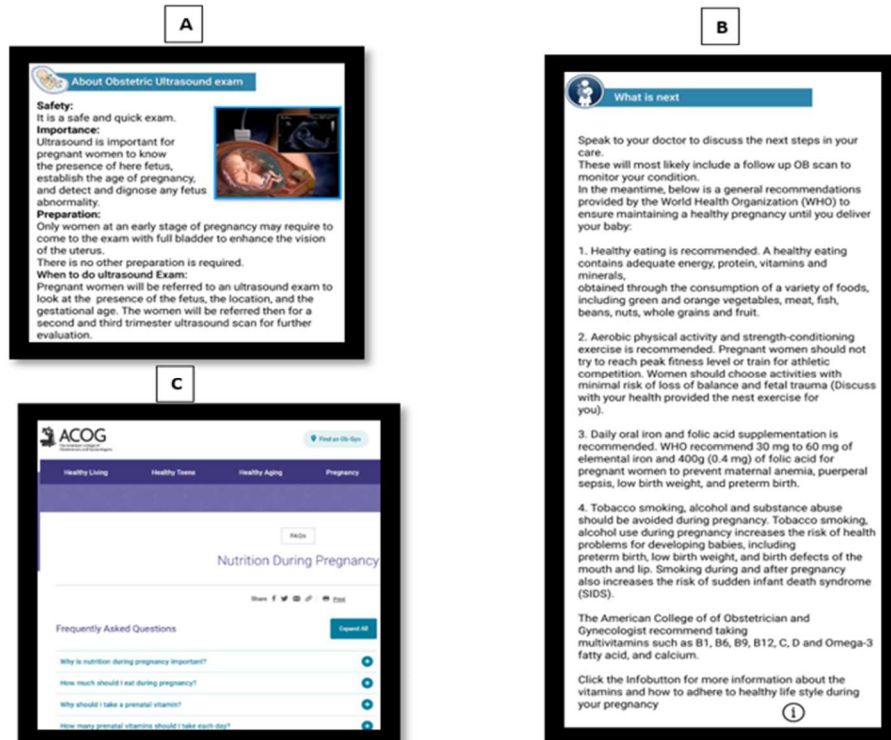 A
About Obstetric Ultrasound exam
Safety:
It is a safe and quick exam.
Importance:
Ultrasound is important for
pregnant women to know
the presence of here fetus,
establish the age of pregnancy,
and detect and dignose any fetus
abnormality.
Preparation:
Only women at an early stage of pregnancy may require to
come to the exam with full bladder to enhance the vision
of the uterus.
There is no other preparation is required.
When to do ultrasound Exam:
Pregnant women will be referred to an ultrasound exam to
look at the presence of the fetus, the location, and the
gestational age. The women will be referred then for a
second and third trimester ultrasound scan for further
evaluation.
B
What is next
Speak to your doctor to discuss the next steps in your
care.
These will most likely include a follow up OB scan to
monitor your condition.
In the meantime, below is a general recommendations
provided by the World Health Organization (WHO) to
ensure maintaining a healthy pregnancy until you deliver
your baby:
1. Healthy eating is recommended. A healthy eating
contains adequate energy, protein, vitamins and
minerals,
obtained through the consumption of a variety of foods,
including green and orange vegetables, meat, fish,
beans, nuts, whole grains and fruit.
2. Aerobic physical activity and strength-conditioning
exercise is recommended. Pregnant women should not
try to reach peak fitness level or train for athletic
competition. Women should choose activities with
minimal risk of loss of balance and fetal trauma (Discuss
with your health provided the nest exercise for
you).
3. Daily oral iron and folic acid supplementation is
recommended. WHO recommend 30 mg to 60 mg of
elemental iron and 400g (0.4 mg) of folic acid for
pregnant women to prevent maternal anemia, puerperal
sepsis, low birth weight, and preterm birth.
4. Tobacco smoking, alcohol and substance abuse
should be avoided during pregnancy. Tobacco smoking,
alcohol use during pregnancy increases the risk of health
problems for developing babies, including
preterm birth, low birth weight, and birth defects of the
mouth and lip. Smoking during and after pregnancy
also increases the risk of sudden infant death syndrome
(SIDS).
The American College of of Obstetrician and
Gynecologist recommend taking
multivitamins such as B1, B6, B9, B12, C, D and Omega-3
fatty acid, and calcium.
Click the Infobutton for more information about the
vitamins and how to adhere to healthy life style during
your pregnancy
i
C
ACOG
The American College of
Obstetricians and Gynecologists
Find an Ob-Gyn
Healthy Living Healthy Teens Healthy Aging Pregnancy
FAQs
Nutrition During Pregnancy
Share Print
Frequently Asked Questions Expand All
Why is nutrition during pregnancy important?
How much should I eat during pregnancy?
Why should I take a prenatal vitamin?
How many prenatal vitamins should I take each day?